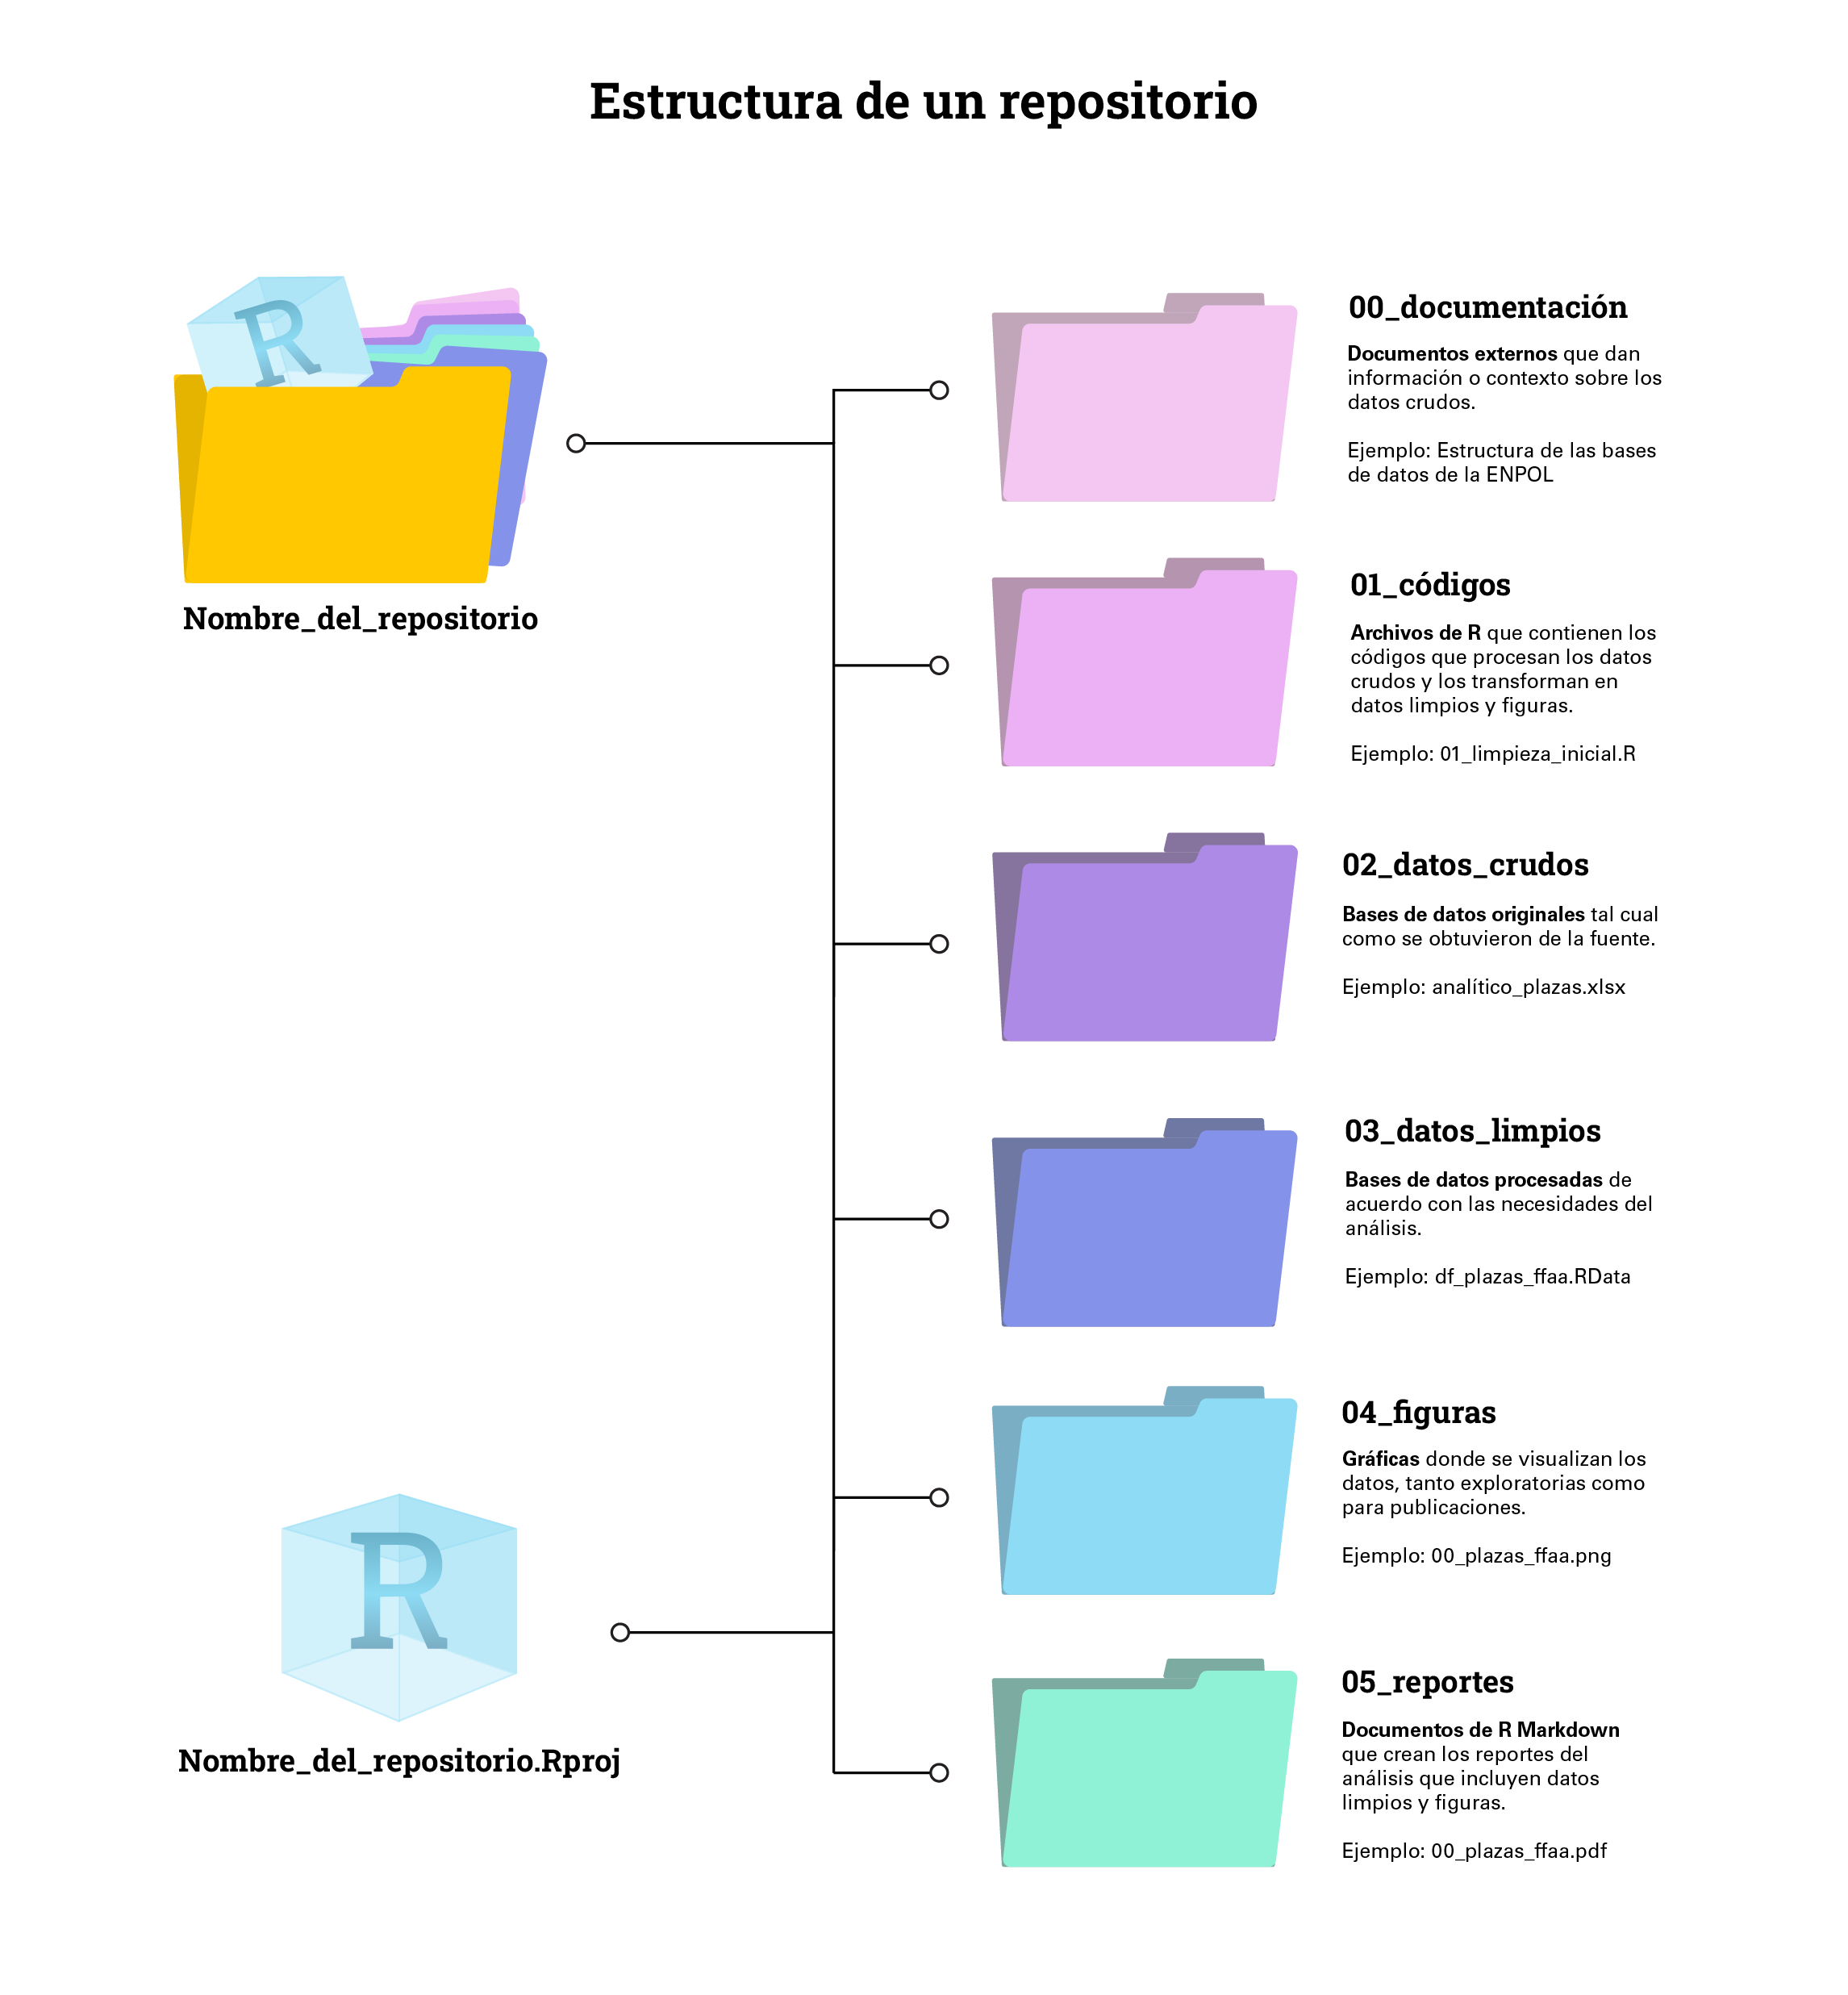 Estructura de un repositorio
R
Nombre_del_repositorio
00_documentación
Documentos externos que dan
información o contexto sobre los
datos crudos.
Ejemplo: Estructura de las bases
de datos de la ENPOL
01_códigos
Archivos de R que contienen los
códigos que procesan los datos
crudos y los transforman en
datos limpios y figuras.
Ejemplo: 01_limpieza_inicial.R
02_datos_crudos
Bases de datos originales tal cual
como se obtuvieron de la fuente.
Ejemplo: analítico_plazas.xlsx
03_datos_limpios
Bases de datos procesadas de
acuerdo con las necesidades del
análisis.
Ejemplo: df_plazas_ffaa.RData
04_figuras
Gráficas donde se visualizan los
datos, tanto exploratorias como
para publicaciones.
Ejemplo: 00_plazas_ffaa.png
R
Nombre_del_repositorio.Rproj
05_reportes
Documentos de R Markdown
que crean los reportes del
análisis que incluyen datos
limpios y figuras.
Ejemplo: 00_plazas_ffaa.pdf